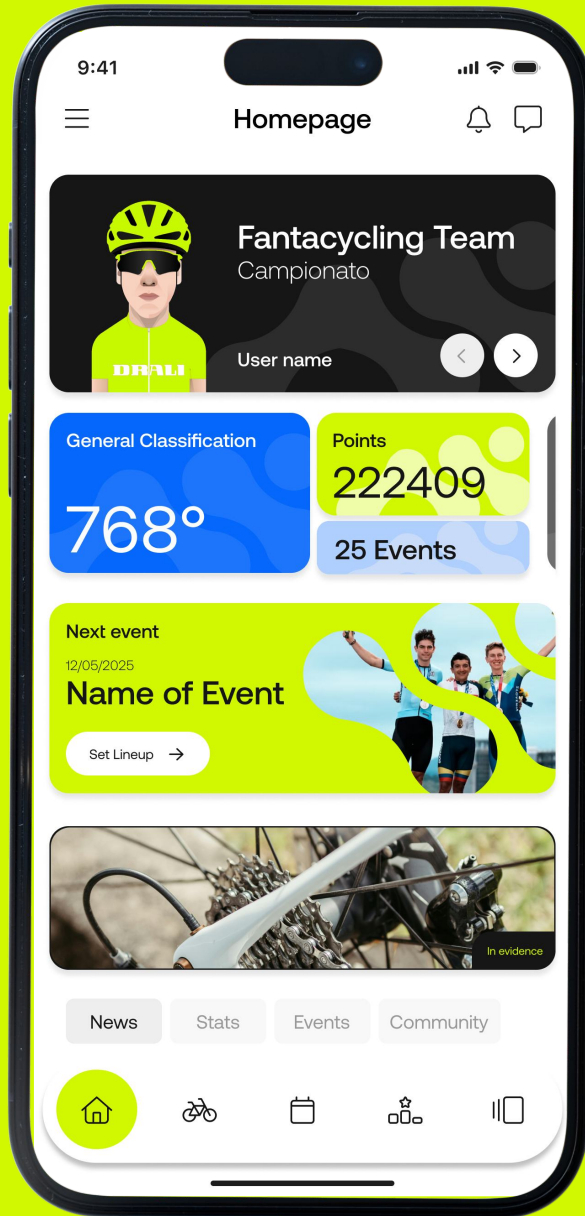 9:41
Homepage
Fantacycling Team
Campionato
User name
DRALI
General Classification
768°
Points
222409
25 Events
Next event
12/05/2025
Name of Event
Set Lineup
In evidence
News
Stats
Events
Community